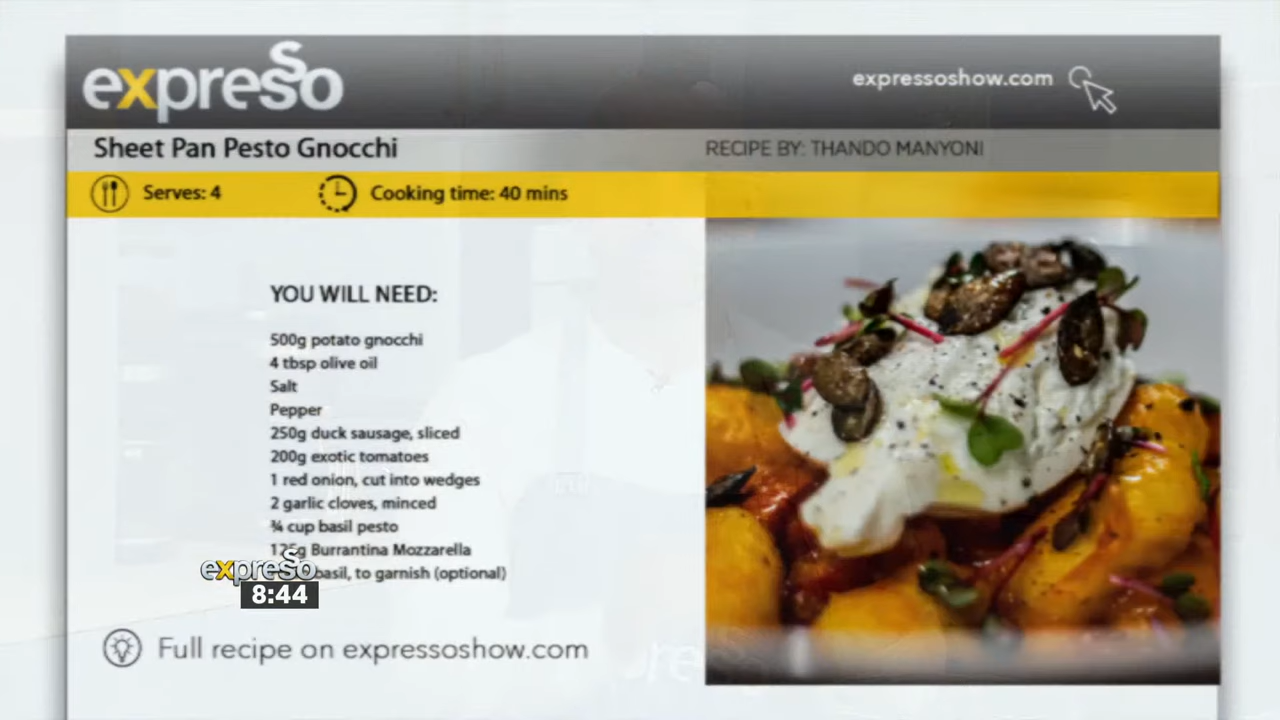 expresso
expressoshow.com
Sheet Pan Pesto Gnocchi
RECIPE BY: THANDO MANYONI
Serves: 4
Cooking time: 40 mins
YOU WILL NEED:
500g potato gnocchi
4 tbsp olive oil
Salt
Pepper
250g duck sausage, sliced
200g exotic tomatoes
1 red onion, cut into wedges
2 garlic cloves, minced
¾ cup basil pesto
125g Burrantina Mozzarella
basil, to garnish (optional)
expresso
8:44
Full recipe on expressoshow.com